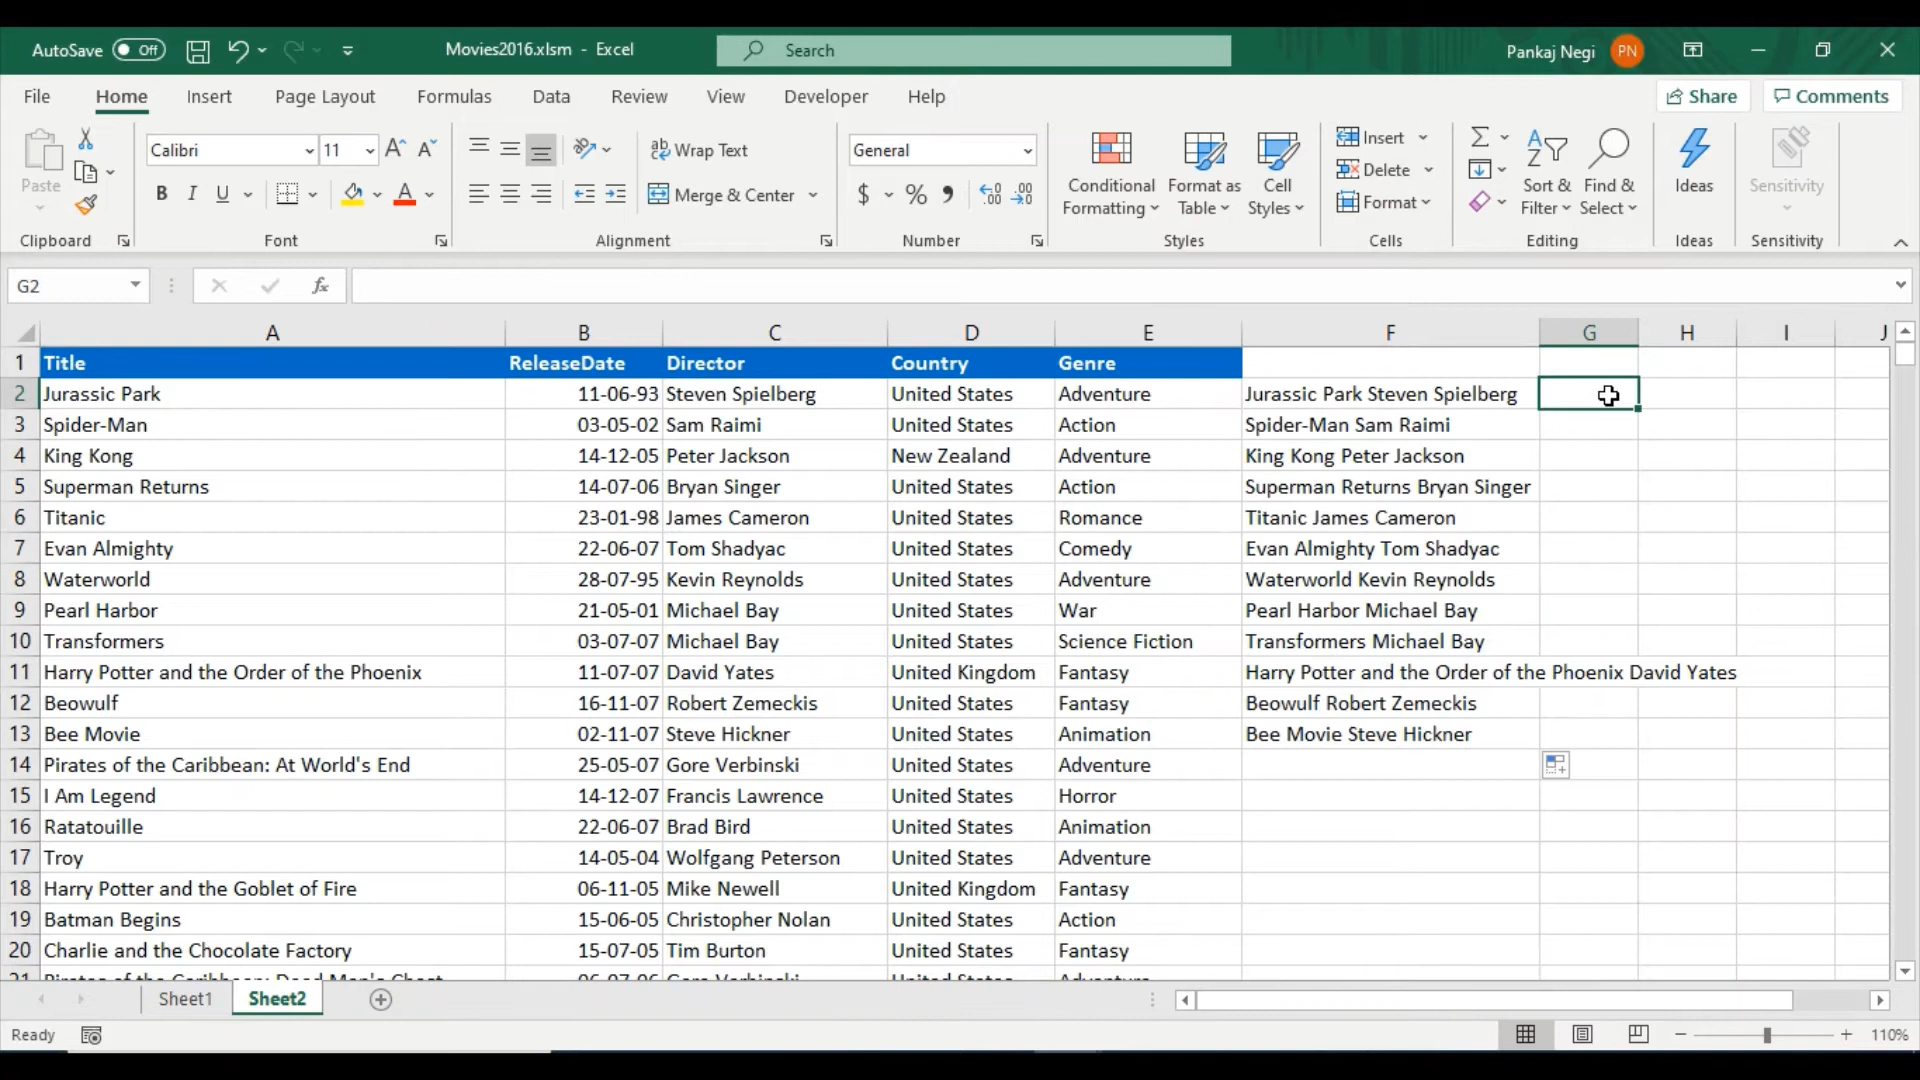 AutoSave Off Movies2016.xlsm - Excel Search Pankaj Negi PN
File Home Insert Page Layout Formulas Data Review View Developer Help Share Comments
Paste Calibri 11 Wrap Text General Conditional Formatting Format as Table Cell Styles Insert Sort & Filter Find & Select Ideas Sensitivity
B I U Merge & Center $ % Delete
Format
Clipboard Font Alignment Number Styles Cells Editing Ideas Sensitivity
G2 fx
A B C D E F G H I J
1 Title ReleaseDate Director Country Genre
2 Jurassic Park 11-06-93 Steven Spielberg United States Adventure Jurassic Park Steven Spielberg
3 Spider-Man 03-05-02 Sam Raimi United States Action Spider-Man Sam Raimi
4 King Kong 14-12-05 Peter Jackson New Zealand Adventure King Kong Peter Jackson
5 Superman Returns 14-07-06 Bryan Singer United States Action Superman Returns Bryan Singer
6 Titanic 23-01-98 James Cameron United States Romance Titanic James Cameron
7 Evan Almighty 22-06-07 Tom Shadyac United States Comedy Evan Almighty Tom Shadyac
8 Waterworld 28-07-95 Kevin Reynolds United States Adventure Waterworld Kevin Reynolds
9 Pearl Harbor 21-05-01 Michael Bay United States War Pearl Harbor Michael Bay
10 Transformers 03-07-07 Michael Bay United States Science Fiction Transformers Michael Bay
11 Harry Potter and the Order of the Phoenix 11-07-07 David Yates United Kingdom Fantasy Harry Potter and the Order of the Phoenix David Yates
12 Beowulf 16-11-07 Robert Zemeckis United States Fantasy Beowulf Robert Zemeckis
13 Bee Movie 02-11-07 Steve Hickner United States Animation Bee Movie Steve Hickner
14 Pirates of the Caribbean: At World's End 25-05-07 Gore Verbinski United States Adventure
15 I Am Legend 14-12-07 Francis Lawrence United States Horror
16 Ratatouille 22-06-07 Brad Bird United States Animation
17 Troy 14-05-04 Wolfgang Peterson United States Adventure
18 Harry Potter and the Goblet of Fire 06-11-05 Mike Newell United Kingdom Fantasy
19 Batman Begins 15-06-05 Christopher Nolan United States Action
20 Charlie and the Chocolate Factory 15-07-05 Tim Burton United States Fantasy
Sheet1 Sheet2
Ready 110%